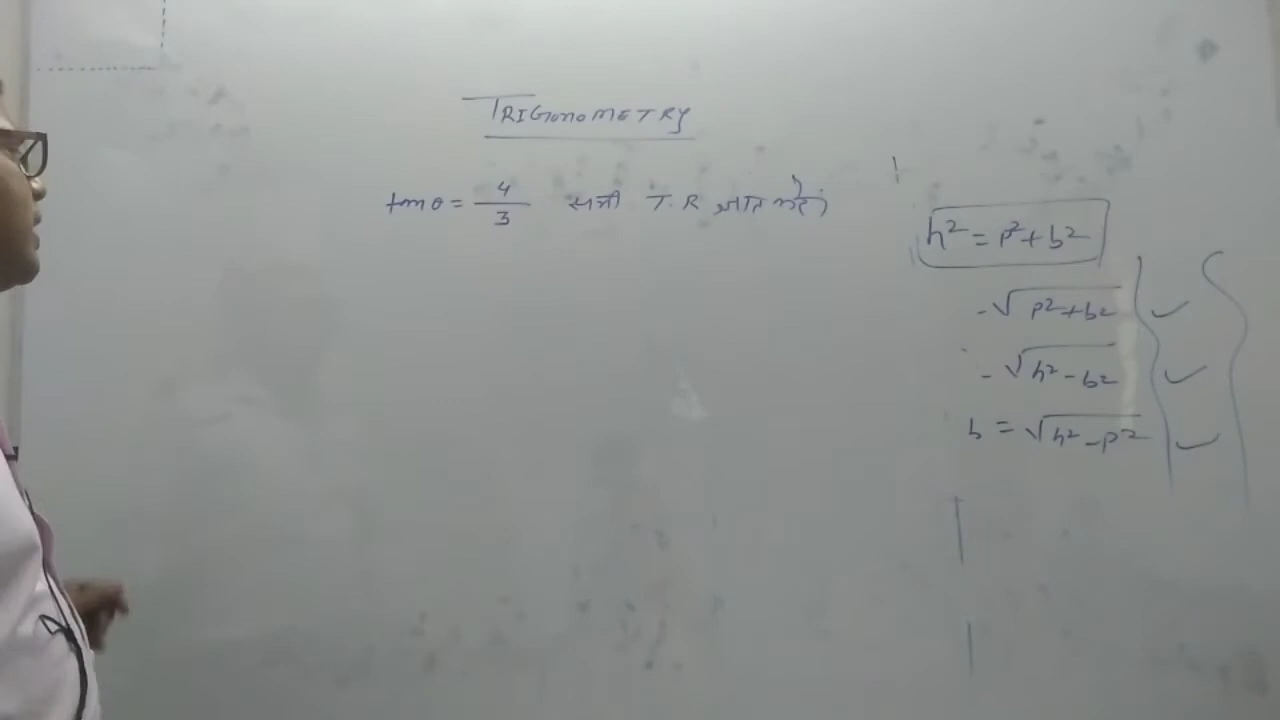 TRIGONOMETRY
tanθ = 4/3 सभी T.R ज्ञात करें।
h² = p² + b²
- √p²+b²
- √h²-b²
b = √h²-p²